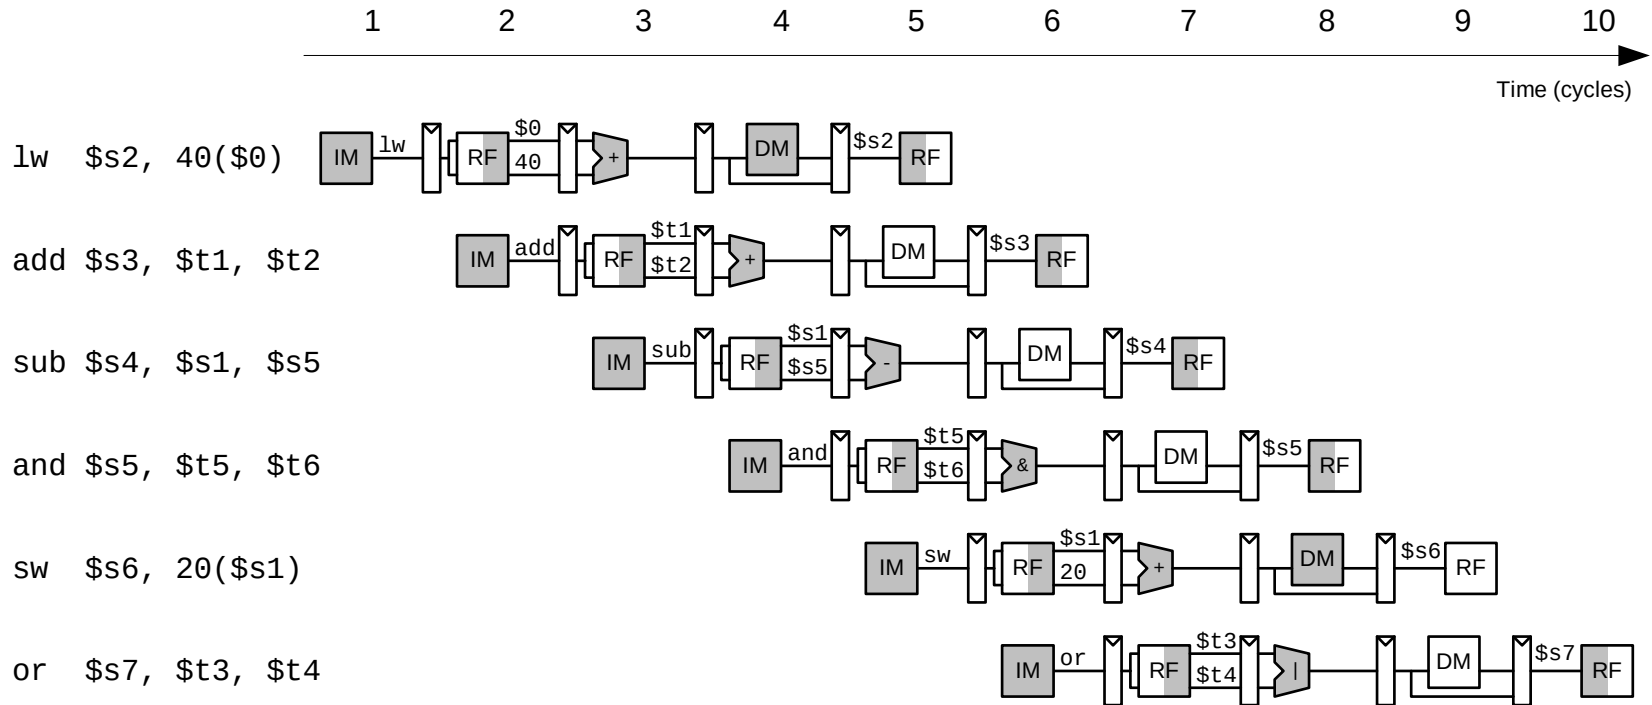 1 2 3 4 5 6 7 8 9 10
Time (cycles)
lw $s2, 40($0) IM lw RF $0 40 + DM $s2 RF
add $s3, $t1, $t2 IM add RF $t1 $t2 + DM $s3 RF
sub $s4, $s1, $s5 IM sub RF $s1 $s5 - DM $s4 RF
and $s5, $t5, $t6 IM and RF $t5 $t6 & DM $s5 RF
sw $s6, 20($s1) IM sw RF $s1 20 + DM $s6 RF
or $s7, $t3, $t4 IM or RF $t3 $t4 | DM $s7 RF